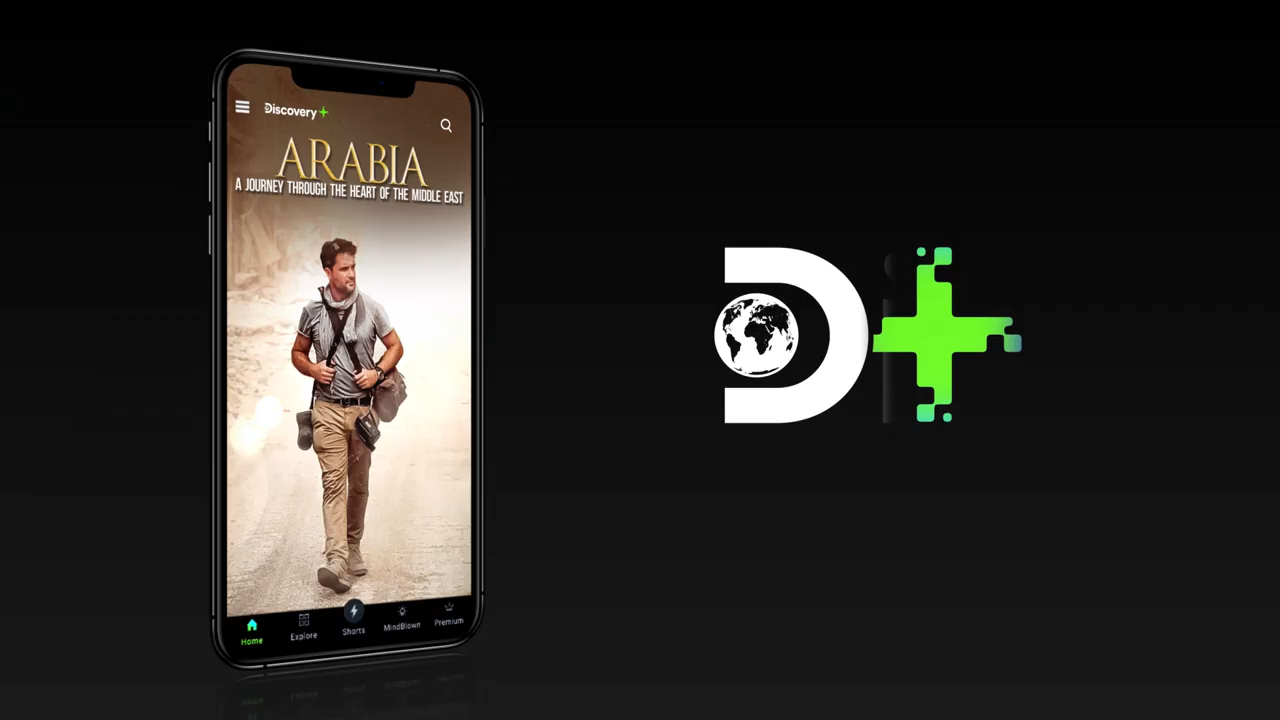 Discovery+
ARABIA
A JOURNEY THROUGH THE HEART OF THE MIDDLE EAST
Home
Explore
Shorts
MindBlown
Premium
D+